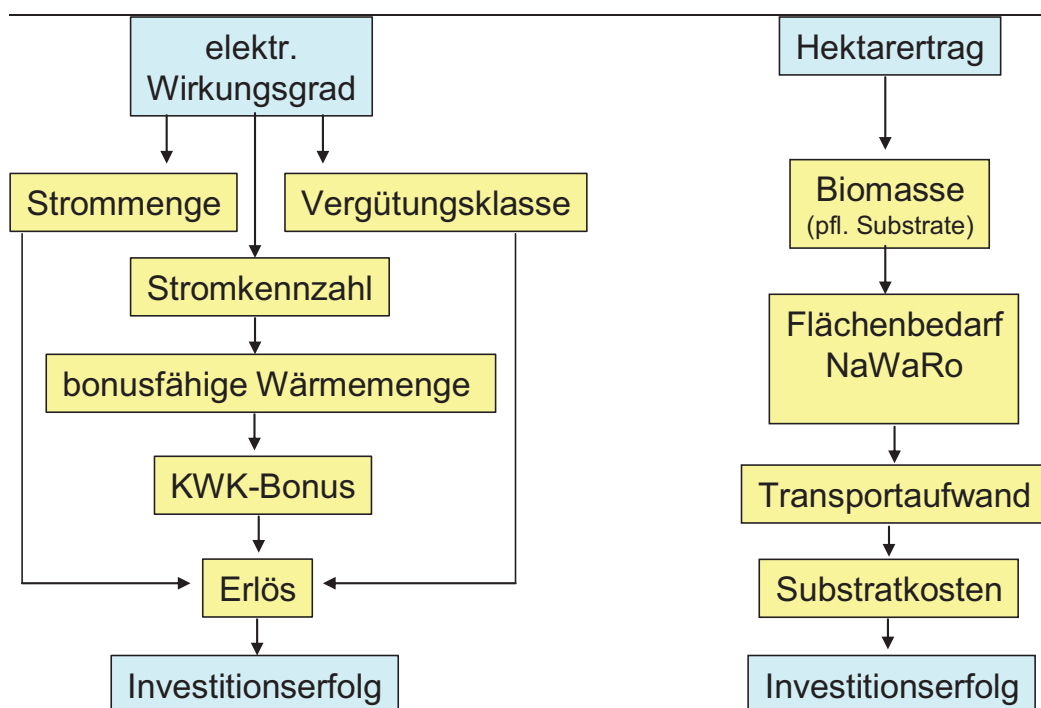 elektr.
Wirkungsgrad
Strommenge
Vergütungsklasse
Stromkennzahl
bonusfähige Wärmemenge
KWK-Bonus
Erlös
Investitionserfolg
Hektarertrag
Biomasse
(pfl. Substrate)
Flächenbedarf
NaWaRo
Transportaufwand
Substratkosten
Investitionserfolg